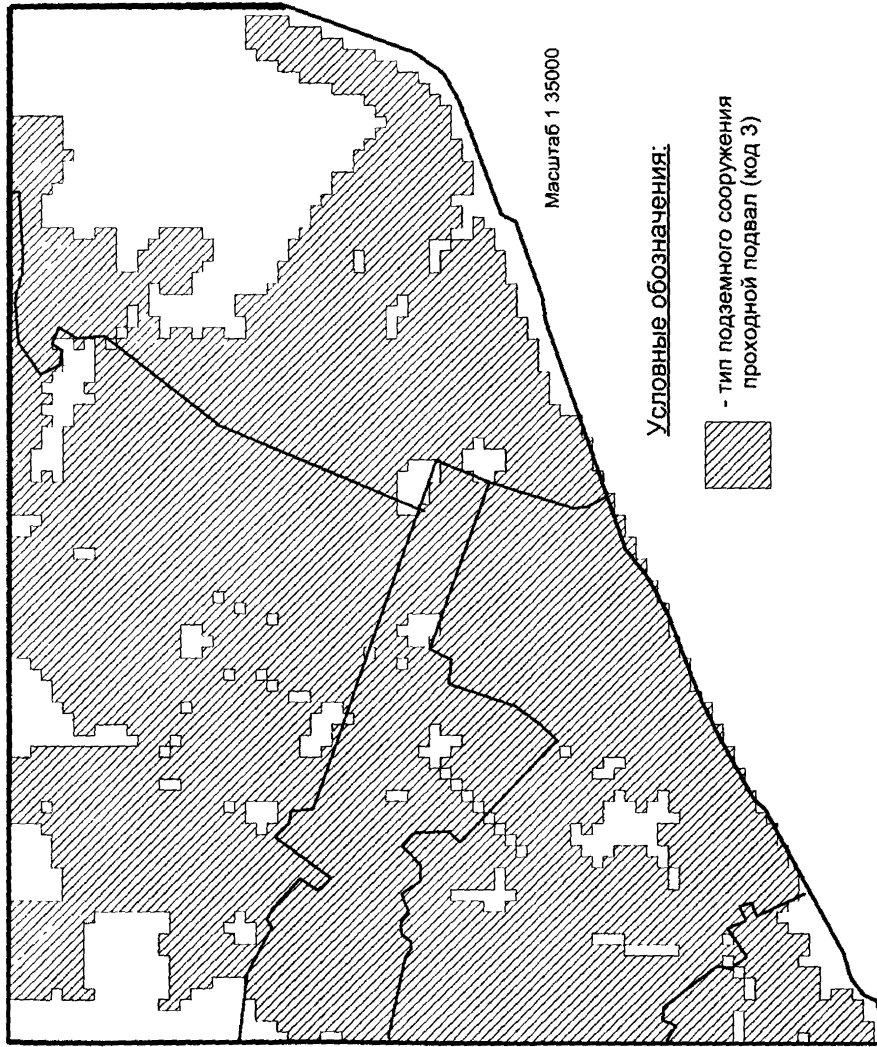 Масштаб 1 35000
Условные обозначения:
- тип подземного сооружения
проходной подвал (код 3)